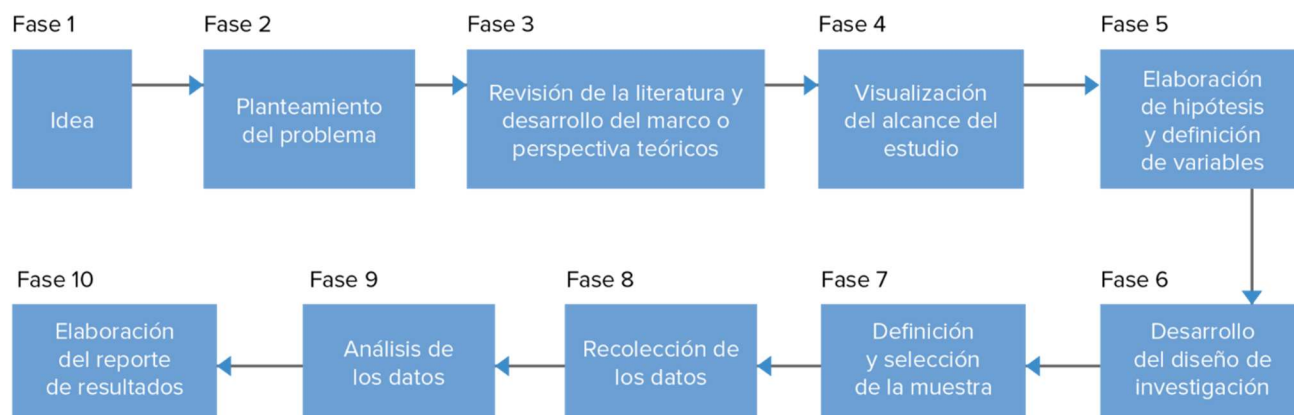 Fase 1
Idea
Fase 2
Planteamiento
del problema
Fase 3
Revisión de la literatura y
desarrollo del marco o
perspectiva teóricos
Fase 4
Visualización
del alcance del
estudio
Fase 5
Elaboración
de hipótesis
y definición
de variables
Fase 6
Desarrollo
del diseño de
investigación
Fase 7
Definición
y selección
de la muestra
Fase 8
Recolección de
los datos
Fase 9
Análisis de
los datos
Fase 10
Elaboración
del reporte
de resultados